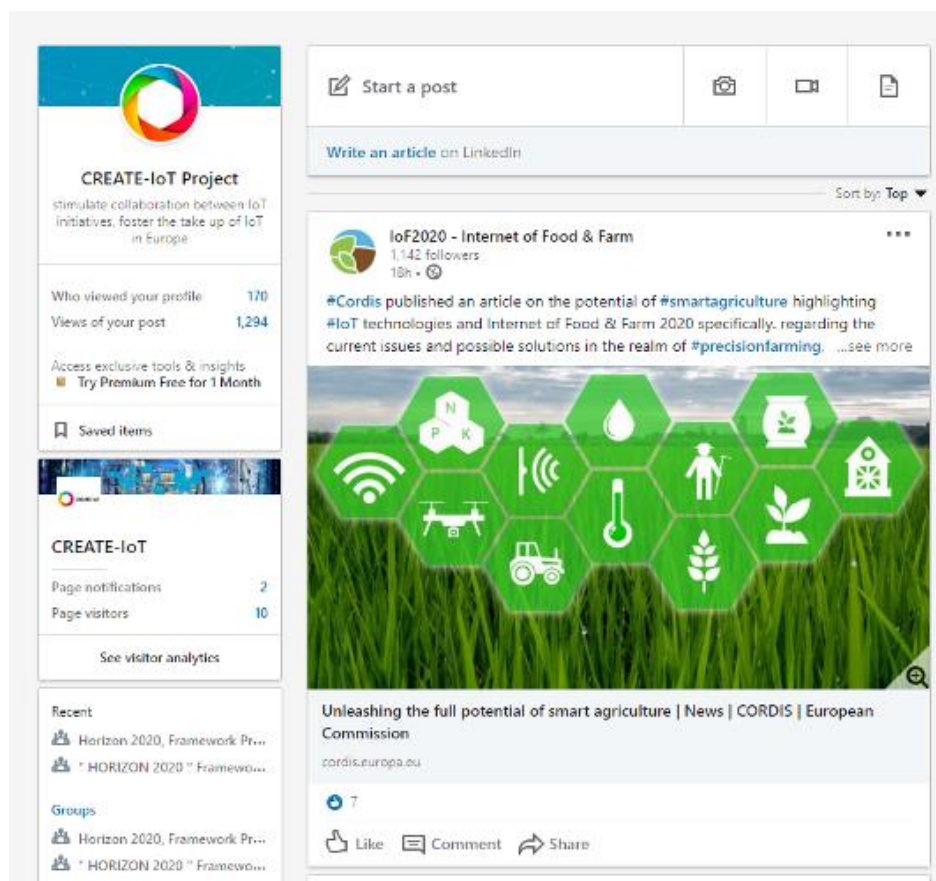 CREATE-IoT Project
stimulate collaboration between IoT
initiatives, foster the take up of IoT
in Europe
Who viewed your profile 170
Views of your post 1,294
Access exclusive tools & insights
Try Premium Free for 1 Month
Saved items
CREATE-IoT
Page notifications 2
Page visitors 10
See visitor analytics
Recent
Horizon 2020, Framework Pr...
" HORIZON 2020 " Framewo...
Groups
Horizon 2020, Framework Pr...
" HORIZON 2020 " Framewo...
Start a post
Write an article on LinkedIn
Sort by: Top
IoF2020 - Internet of Food & Farm
1,142 followers
18h •
#Cordis published an article on the potential of #smartagriculture highlighting
#IoT technologies and Internet of Food & Farm 2020 specifically. regarding the
current issues and possible solutions in the realm of #precisionfarming. ...see more
N
P K
Unleashing the full potential of smart agriculture | News | CORDIS | European
Commission
cordis.europa.eu
7
Like Comment Share